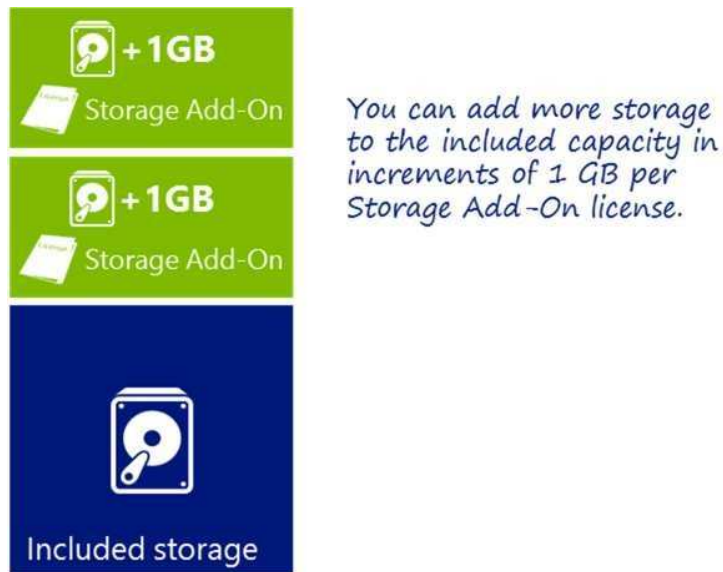 +1GB
Storage Add-On
+1GB
Storage Add-On
Included storage
You can add more storage
to the included capacity in
increments of 1 GB per
Storage Add-On license.